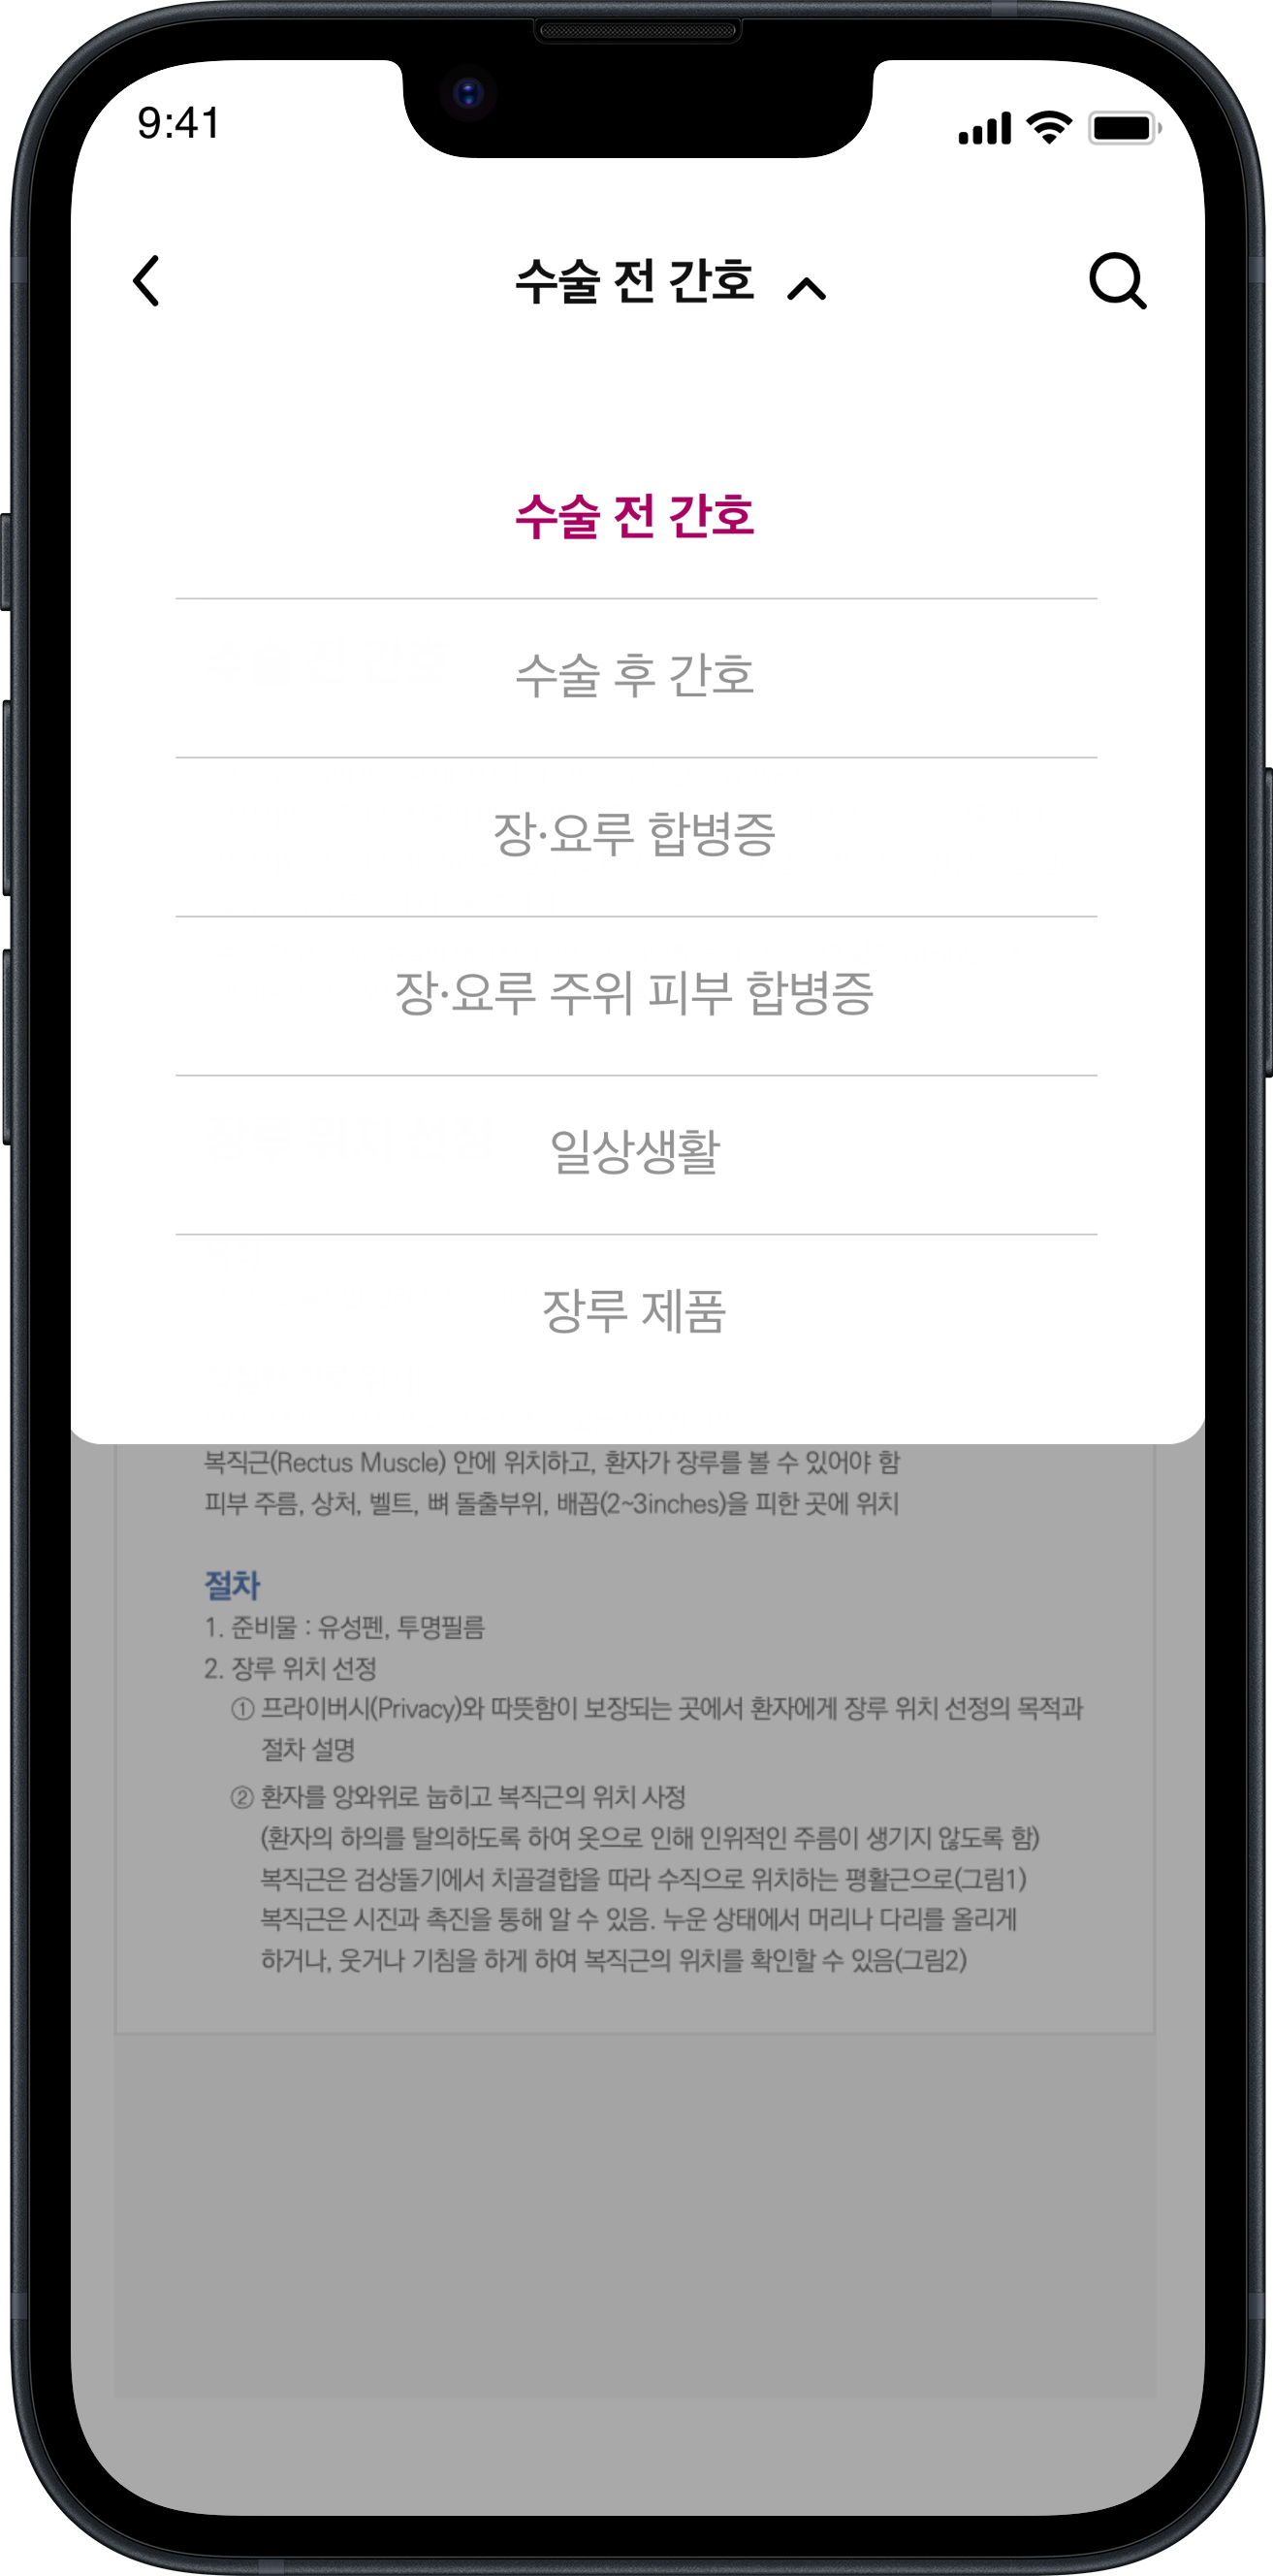 9:41
수술 전 간호
수술 전 간호
수술 후 간호
장·요루 합병증
장·요루 주위 피부 합병증
일상생활
장루 제품
복직근(Rectus Muscle) 안에 위치하고, 환자가 장루를 볼 수 있어야 함
피부 주름, 상처, 벨트, 뼈 돌출부위, 배꼽(2~3inches)을 피한 곳에 위치
절차
1. 준비물 : 유성펜, 투명필름
2. 장루 위치 선정
① 프라이버시(Privacy)와 따뜻함이 보장되는 곳에서 환자에게 장루 위치 선정의 목적과
절차 설명
② 환자를 앙와위로 눕히고 복직근의 위치 사정
(환자의 하의를 탈의하도록 하여 옷으로 인해 인위적인 주름이 생기지 않도록 함)
복직근은 검상돌기에서 치골결합을 따라 수직으로 위치하는 평활근으로(그림1)
복직근은 시진과 촉진을 통해 알 수 있음. 누운 상태에서 머리나 다리를 올리게
하거나, 웃거나 기침을 하게 하여 복직근의 위치를 확인할 수 있음(그림2)